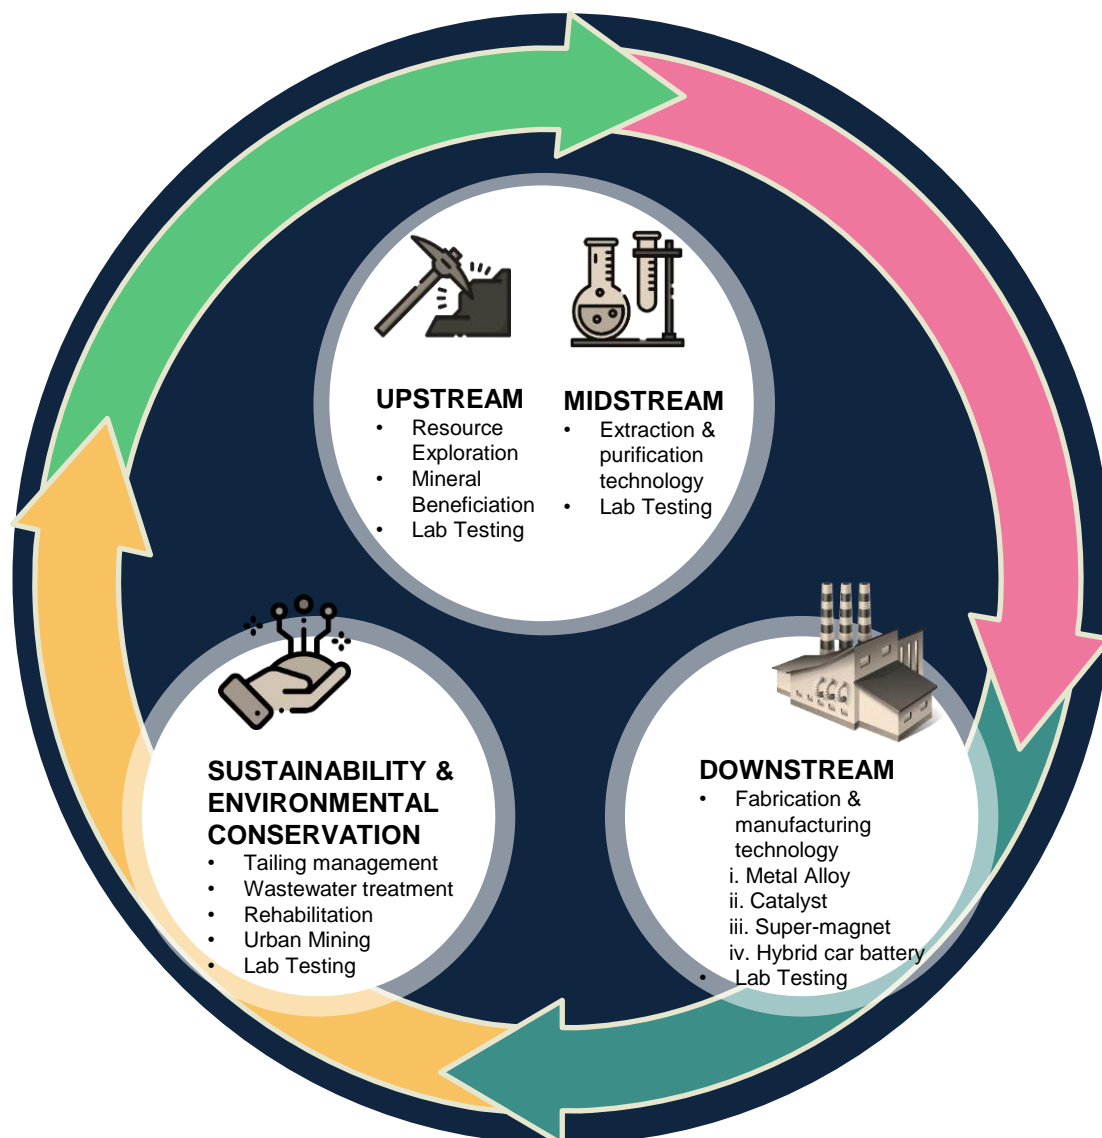 UPSTREAM
• Resource
Exploration
• Mineral
Beneficiation
• Lab Testing
MIDSTREAM
• Extraction &
purification
technology
• Lab Testing
SUSTAINABILITY &
ENVIRONMENTAL
CONSERVATION
• Tailing management
• Wastewater treatment
• Rehabilitation
• Urban Mining
• Lab Testing
DOWNSTREAM
• Fabrication &
manufacturing
technology
i. Metal Alloy
ii. Catalyst
iii. Super-magnet
iv. Hybrid car battery
• Lab Testing